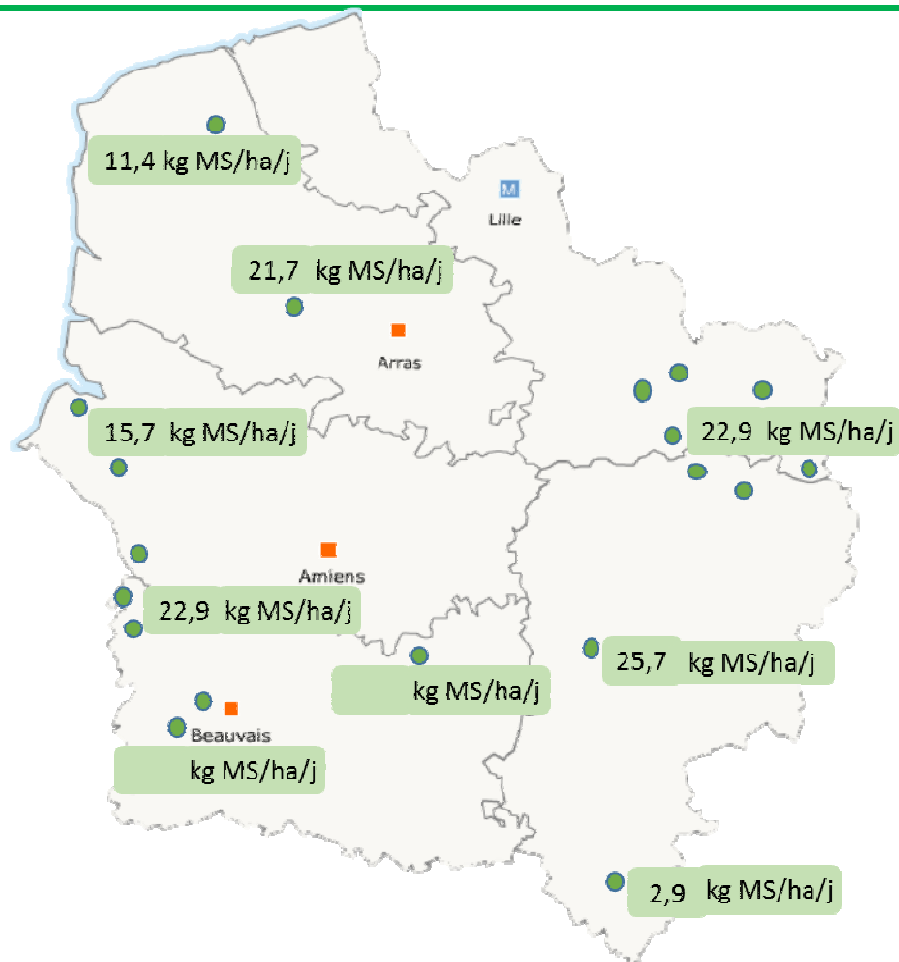 11,4 kg MS/ha/j
M
Lille
21,7 kg MS/ha/j
Arras
15,7 kg MS/ha/j
22,9 kg MS/ha/j
Amiens
22,9 kg MS/ha/j
25,7 kg MS/ha/j
kg MS/ha/j
Beauvais
kg MS/ha/j
2,9 kg MS/ha/j